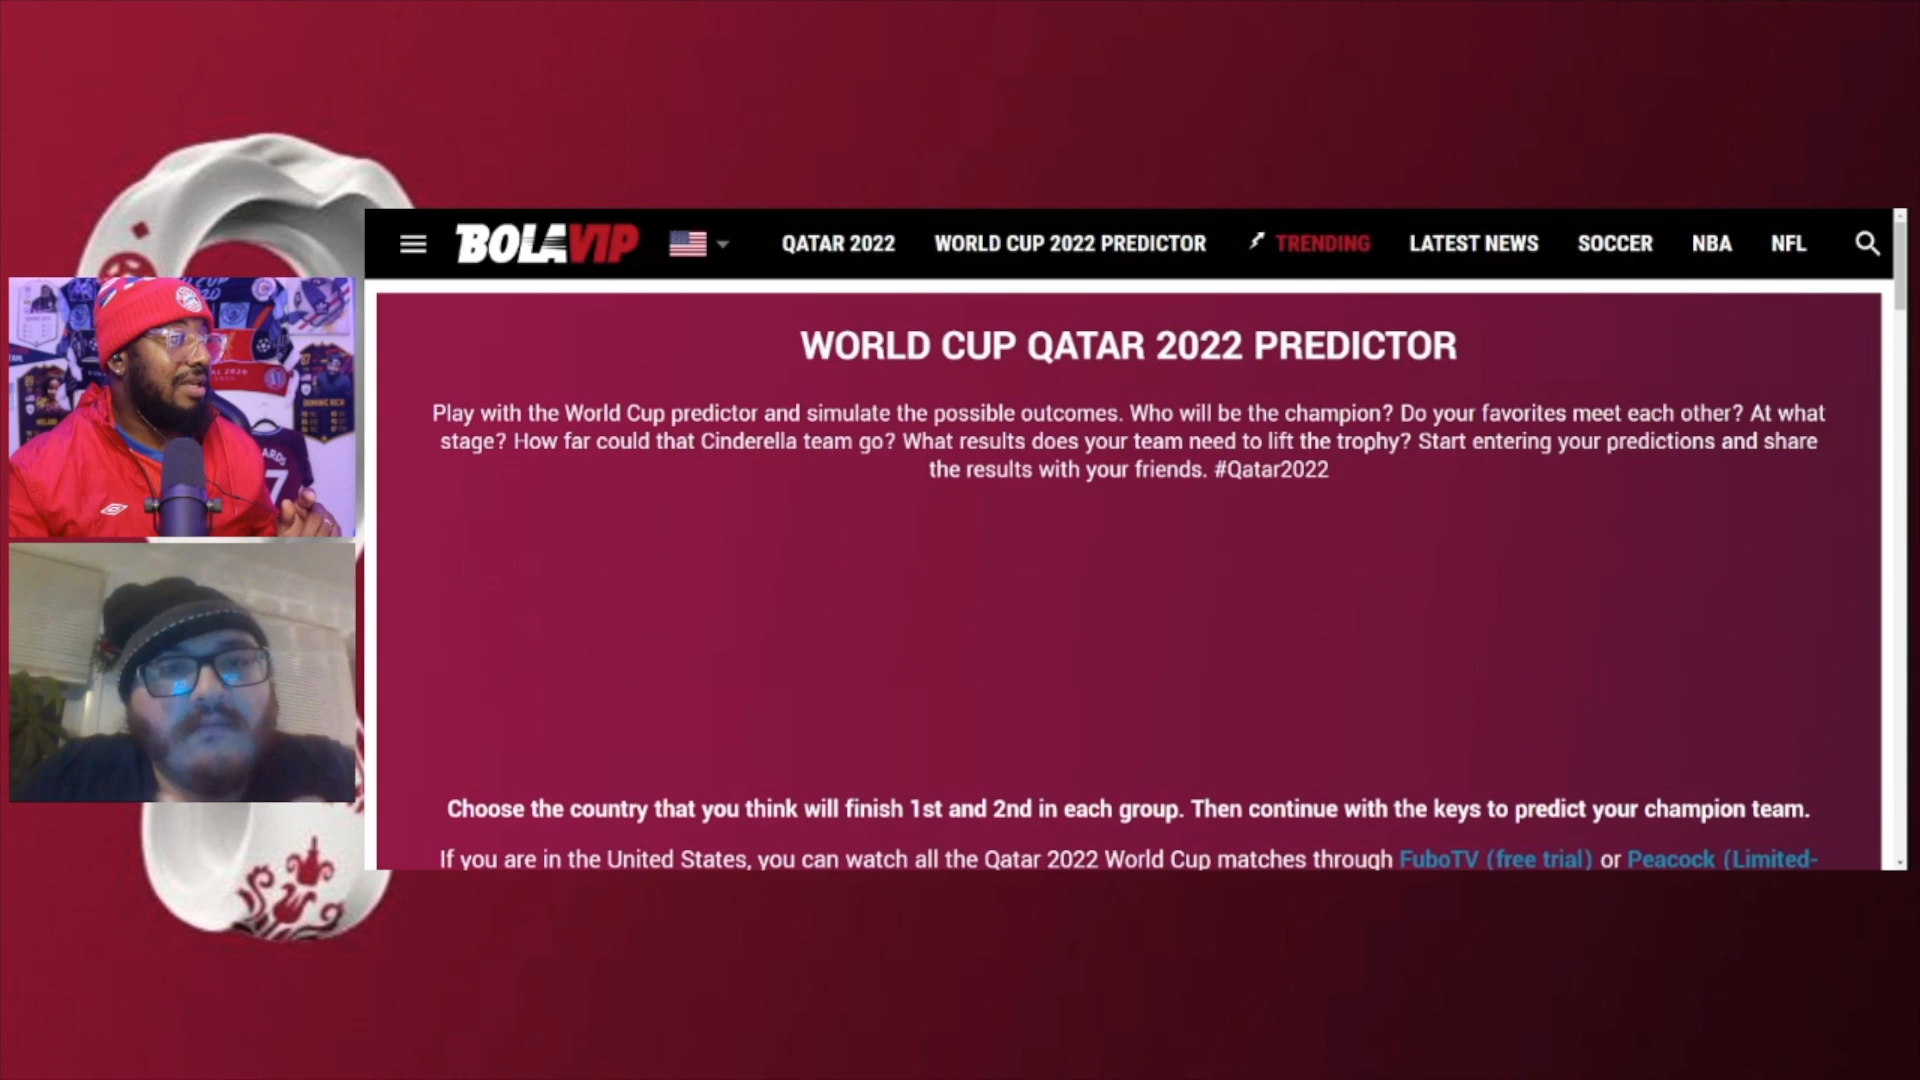 BOLAVIP
QATAR 2022
WORLD CUP 2022 PREDICTOR
TRENDING
LATEST NEWS
SOCCER
NBA
NFL
WORLD CUP QATAR 2022 PREDICTOR
Play with the World Cup predictor and simulate the possible outcomes. Who will be the champion? Do your favorites meet each other? At what
stage? How far could that Cinderella team go? What results does your team need to lift the trophy? Start entering your predictions and share
the results with your friends. #Qatar2022
Choose the country that you think will finish 1st and 2nd in each group. Then continue with the keys to predict your champion team.
If you are in the United States, you can watch all the Qatar 2022 World Cup matches through FuboTV (free trial) or Peacock (Limited-
DOMINIC RICH
7